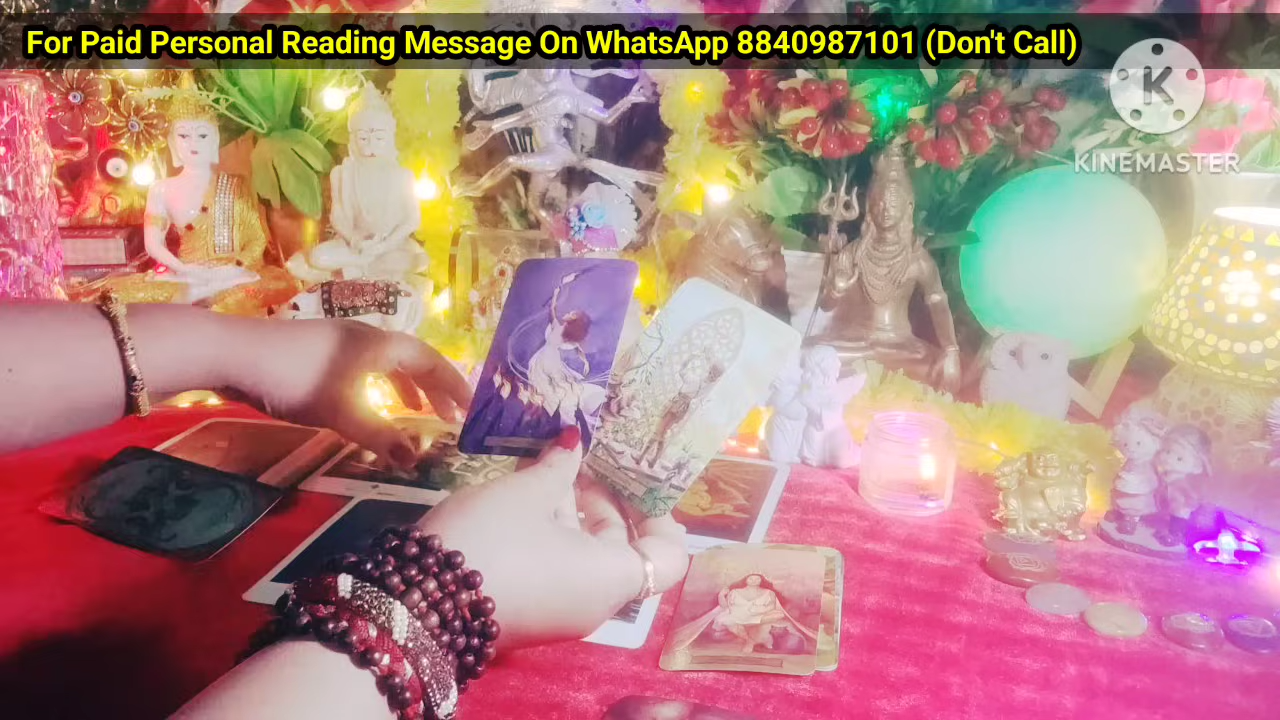 For Paid Personal Reading Message On WhatsApp 8840987101 (Don't Call)
K
KINEMASTER